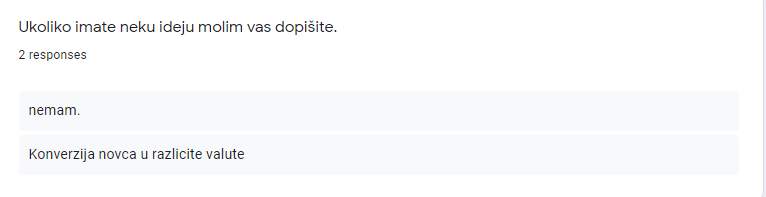 Ukoliko imate neku ideju molim vas dopišite.
2 responses
nemam.
Konverzija novca u razlicite valute